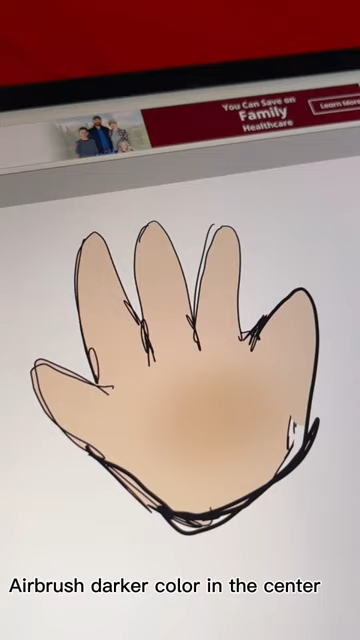 You Can Save on
Family
Healthcare
Learn More
Airbrush darker color in the center